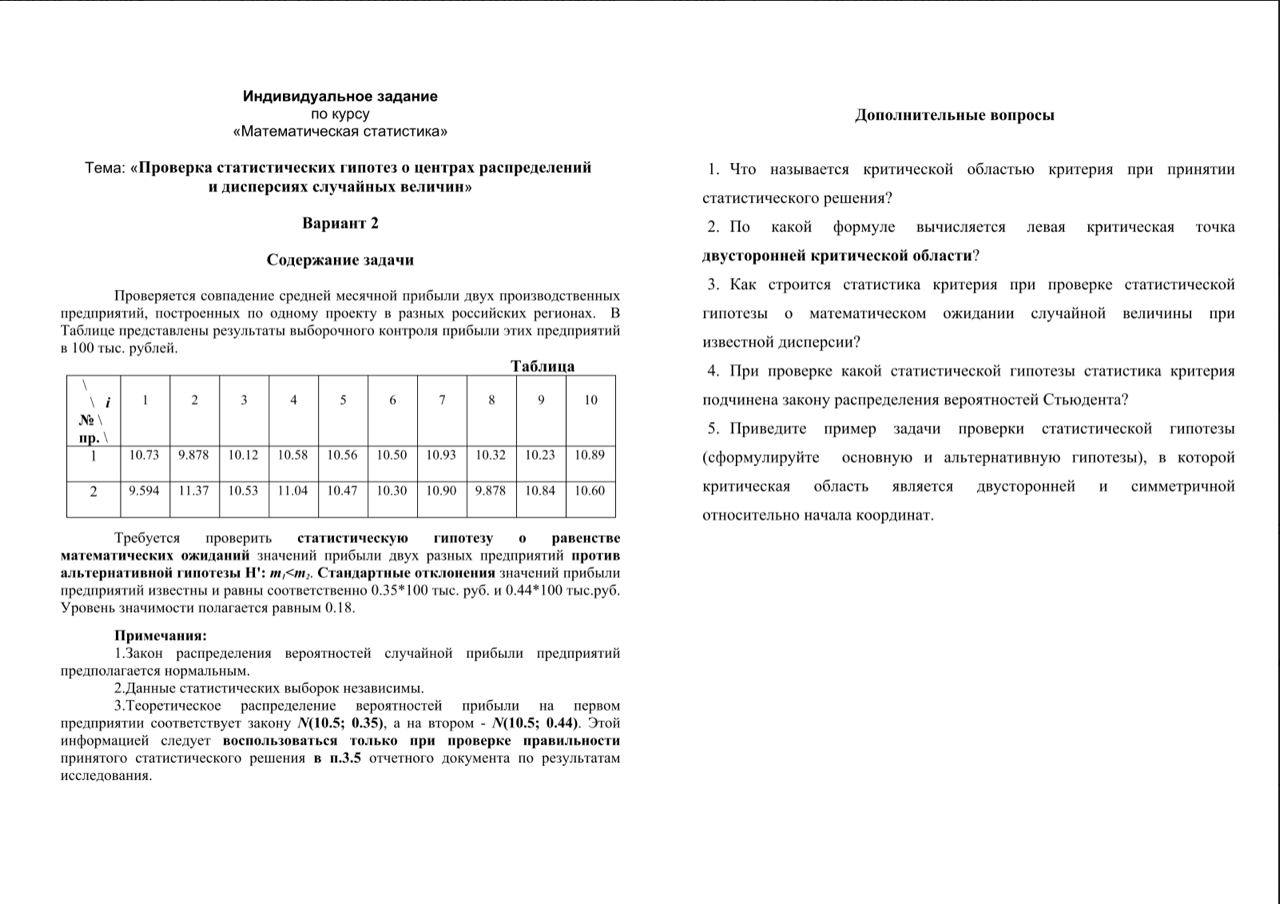 Индивидуальное задание
по курсу
«Математическая статистика»
Тема: «Проверка статистических гипотез о центрах распределений
и дисперсиях случайных величин»
Вариант 2
Содержание задачи
Проверяется совпадение средней месячной прибыли двух производственных
предприятий, построенных по одному проекту в разных российских регионах. В
Таблице представлены результаты выборочного контроля прибыли этих предприятий
в 100 тыс. рублей.
Таблица
\
\ i
№ \
пр. \
1 2 3 4 5 6 7 8 9 10
1 10.73 9.878 10.12 10.58 10.56 10.50 10.93 10.32 10.23 10.89
2 9.594 11.37 10.53 11.04 10.47 10.30 10.90 9.878 10.84 10.60
Требуется проверить статистическую гипотезу о равенстве
математических ожиданий значений прибыли двух разных предприятий против
альтернативной гипотезы H': m₁<m₂. Стандартные отклонения значений прибыли
предприятий известны и равны соответственно 0.35*100 тыс. руб. и 0.44*100 тыс.руб.
Уровень значимости полагается равным 0.18.
Примечания:
1.Закон распределения вероятностей случайной прибыли предприятий
предполагается нормальным.
2.Данные статистических выборок независимы.
3.Теоретическое распределение вероятностей прибыли на первом
предприятии соответствует закону N(10.5; 0.35), а на втором - N(10.5; 0.44). Этой
информацией следует воспользоваться только при проверке правильности
принятого статистического решения в п.3.5 отчетного документа по результатам
исследования.
Дополнительные вопросы
1. Что называется критической областью критерия при принятии
статистического решения?
2. По какой формуле вычисляется левая критическая точка
двусторонней критической области?
3. Как строится статистика критерия при проверке статистической
гипотезы о математическом ожидании случайной величины при
известной дисперсии?
4. При проверке какой статистической гипотезы статистика критерия
подчинена закону распределения вероятностей Стьюдента?
5. Приведите пример задачи проверки статистической гипотезы
(сформулируйте основную и альтернативную гипотезы), в которой
критическая область является двусторонней и симметричной
относительно начала координат.